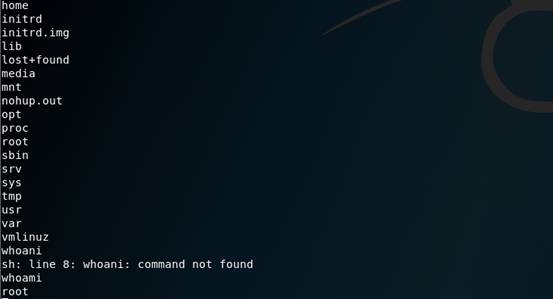 home
initrd
initrd.img
lib
lost+found
media
mnt
nohup.out
opt
proc
root
sbin
srv
sys
tmp
usr
var
vmlinuz
whoani
sh: line 8: whoani: command not found
whoami
root